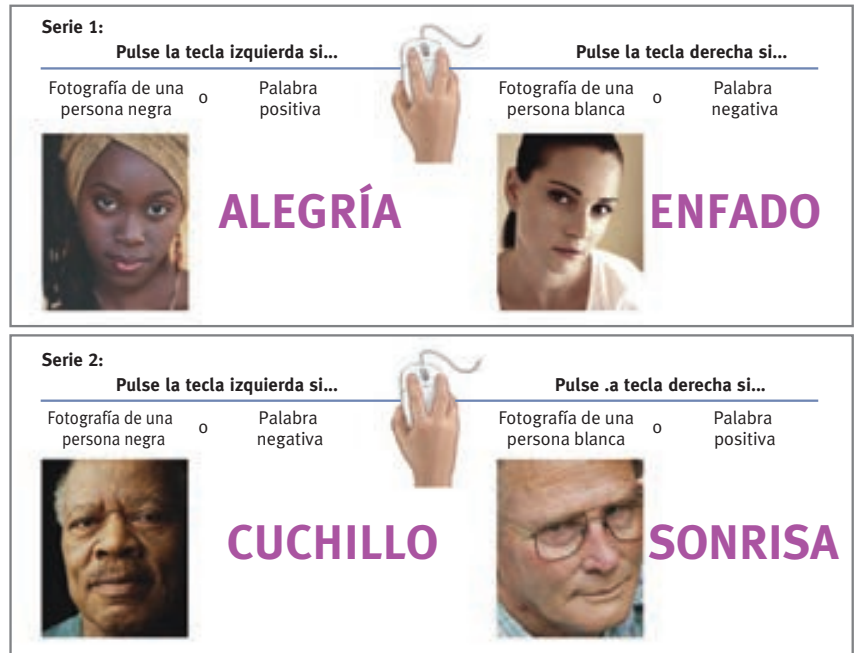 Serie 1:
Pulse la tecla izquierda si...
Pulse la tecla derecha si...
Fotografía de una persona negra
o
Palabra positiva
Fotografía de una persona blanca
o
Palabra negativa
ALEGRÍA
ENFADO
Serie 2:
Pulse la tecla izquierda si...
Pulse .a tecla derecha si...
Fotografía de una persona negra
o
Palabra negativa
Fotografía de una persona blanca
o
Palabra positiva
CUCHILLO
SONRISA